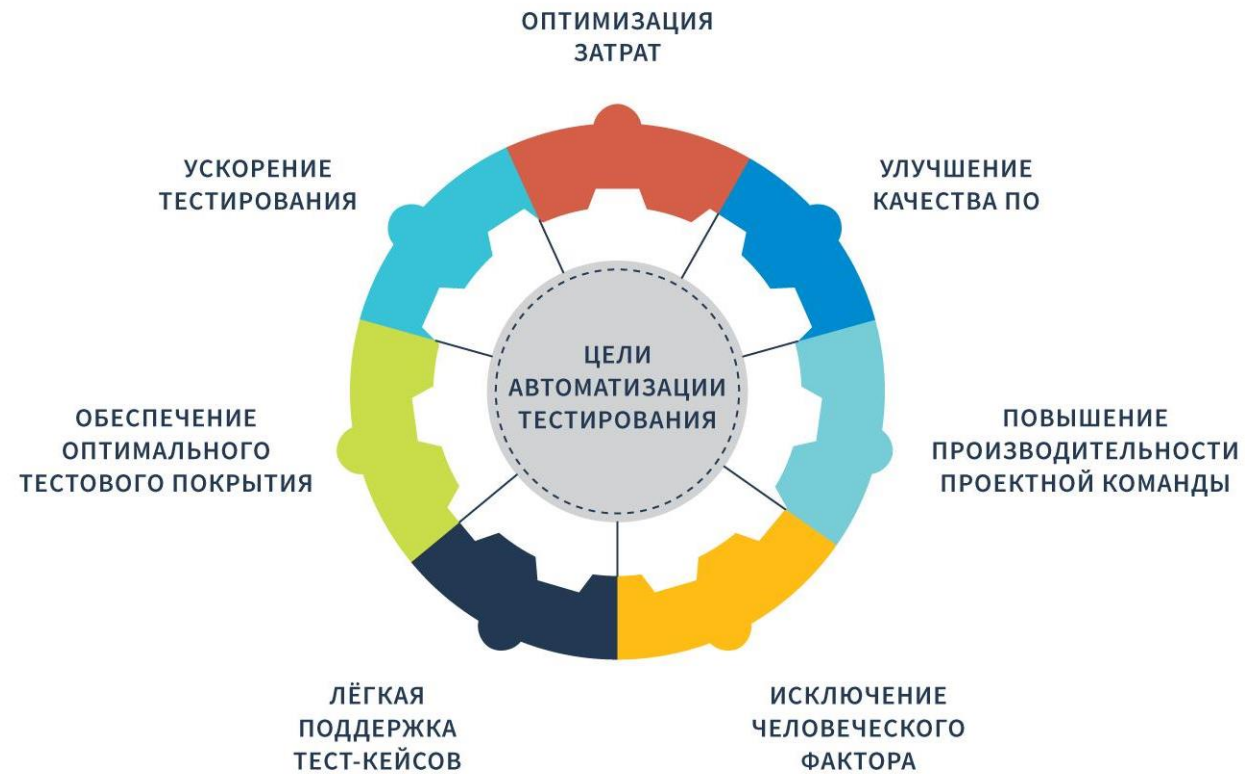 ОПТИМИЗАЦИЯ
ЗАТРАТ
УСКОРЕНИЕ
ТЕСТИРОВАНИЯ
УЛУЧШЕНИЕ
КАЧЕСТВА ПО
ЦЕЛИ
АВТОМАТИЗАЦИИ
ТЕСТИРОВАНИЯ
ОБЕСПЕЧЕНИЕ
ОПТИМАЛЬНОГО
ТЕСТОВОГО ПОКРЫТИЯ
ПОВЫШЕНИЕ
ПРОИЗВОДИТЕЛЬНОСТИ
ПРОЕКТНОЙ КОМАНДЫ
ЛЁГКАЯ
ПОДДЕРЖКА
ТЕСТ-КЕЙСОВ
ИСКЛЮЧЕНИЕ
ЧЕЛОВЕЧЕСКОГО
ФАКТОРА